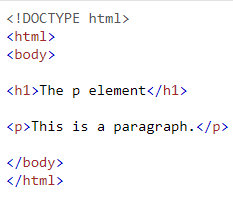 <!DOCTYPE html>
<html>
<body>
<h1>The p element</h1>
<p>This is a paragraph.</p>
</body>
</html>